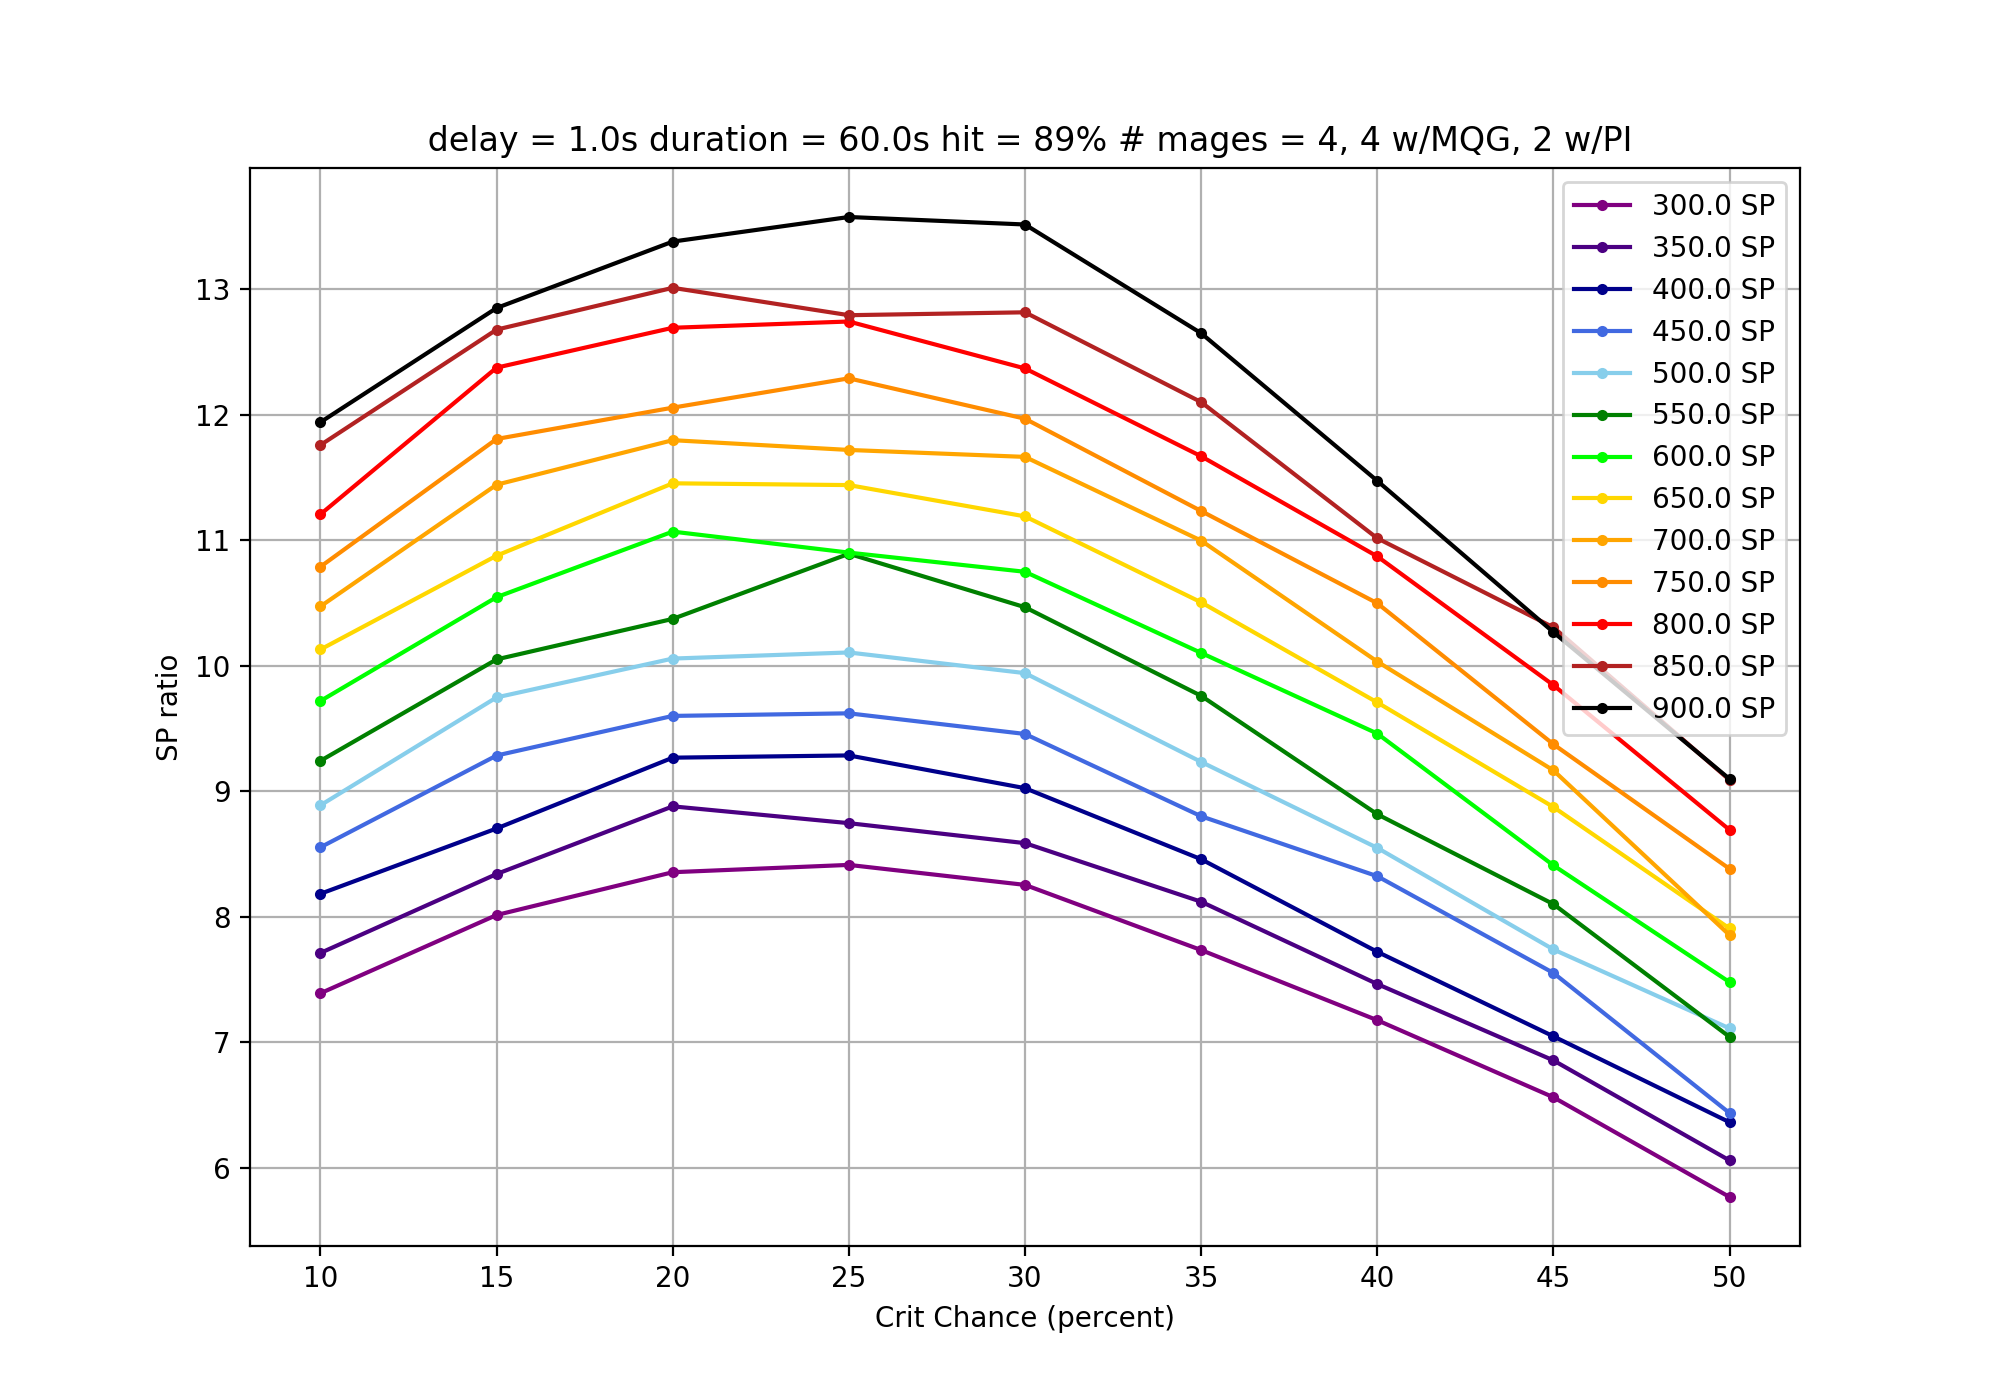 delay = 1.0s duration = 60.0s hit = 89% # mages = 4, 4 w/MQG, 2 w/PI
300.0 SP
350.0 SP
400.0 SP
450.0 SP
500.0 SP
550.0 SP
600.0 SP
650.0 SP
700.0 SP
750.0 SP
800.0 SP
850.0 SP
900.0 SP
SP ratio
13
12
11
10
9
8
7
6
10 15 20 25 30 35 40 45 50
Crit Chance (percent)